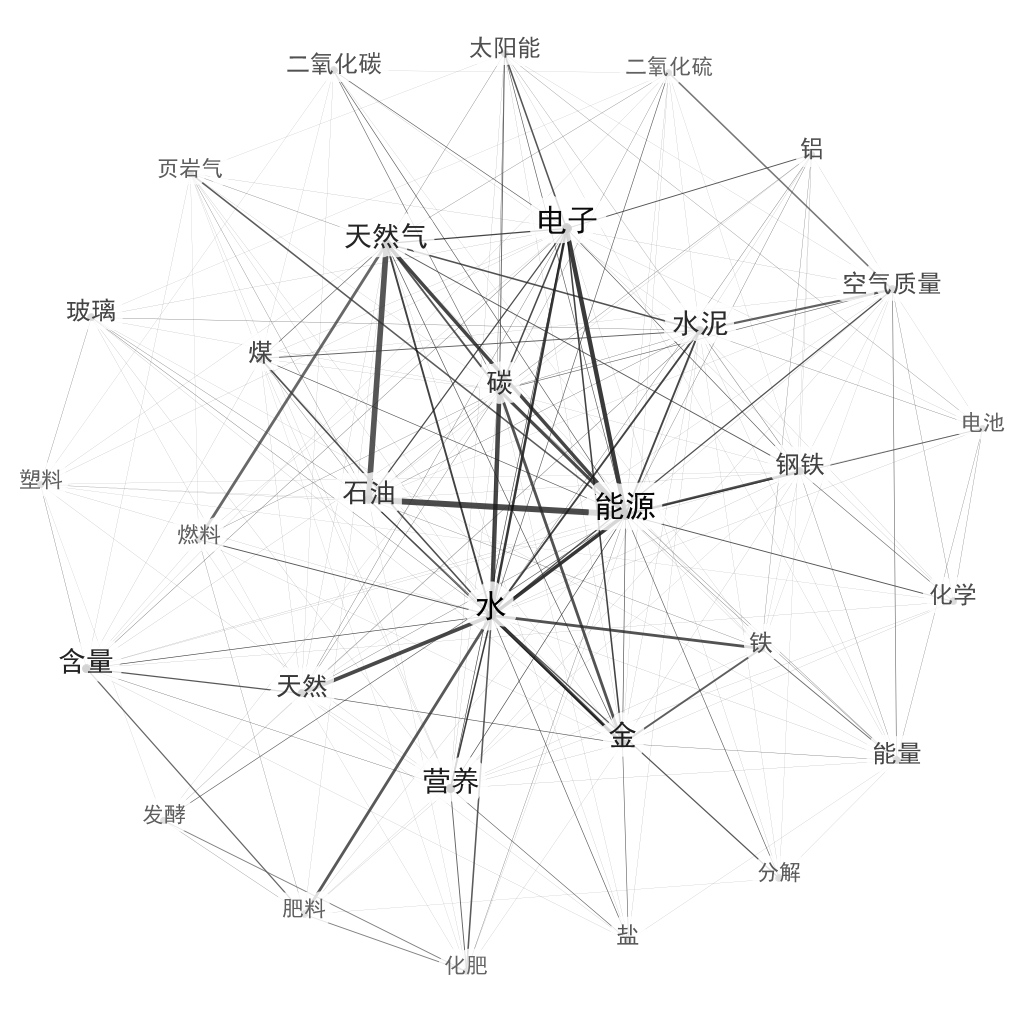 太阳能
二氧化碳
二氧化硫
铝
页岩气
电子
天然气
空气质量
玻璃
水泥
煤
碳
电池
钢铁
塑料
石油
能源
燃料
化学
水
铁
含量
天然
金
能量
营养
发酵
分解
肥料
盐
化肥